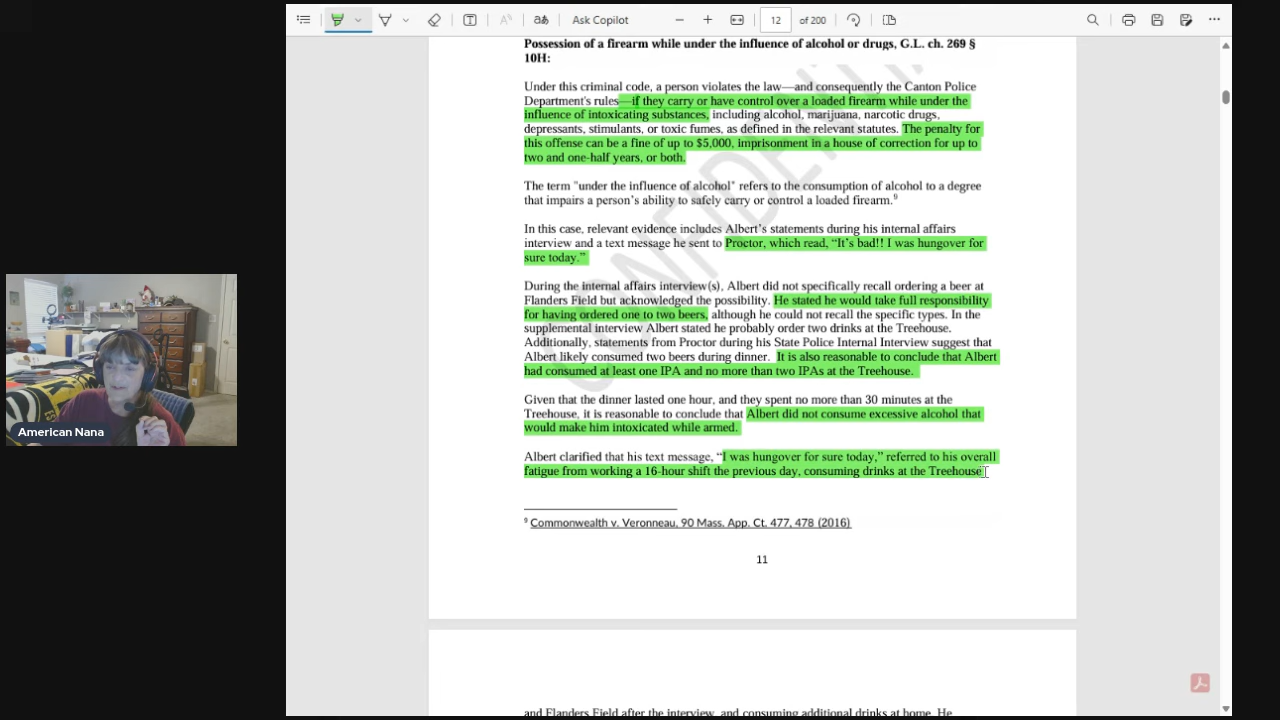 Ask Copilot
12 of 200
Possession of a firearm while under the influence of alcohol or drugs, G.L. ch. 269 §
10H:
Under this criminal code, a person violates the law—and consequently the Canton Police
Department's rules—if they carry or have control over a loaded firearm while under the
influence of intoxicating substances, including alcohol, marijuana, narcotic drugs,
depressants, stimulants, or toxic fumes, as defined in the relevant statutes. The penalty for
this offense can be a fine of up to $5,000, imprisonment in a house of correction for up to
two and one-half years, or both.
The term "under the influence of alcohol" refers to the consumption of alcohol to a degree
that impairs a person's ability to safely carry or control a loaded firearm.9
In this case, relevant evidence includes Albert's statements during his internal affairs
interview and a text message he sent to Proctor, which read, “It's bad!! I was hungover for
sure today.”
During the internal affairs interview(s), Albert did not specifically recall ordering a beer at
Flanders Field but acknowledged the possibility. He stated he would take full responsibility
for having ordered one to two beers, although he could not recall the specific types. In the
supplemental interview Albert stated he probably order two drinks at the Treehouse.
Additionally, statements from Proctor during his State Police Internal Interview suggest that
Albert likely consumed two beers during dinner. It is also reasonable to conclude that Albert
had consumed at least one IPA and no more than two IPAs at the Treehouse.
Given that the dinner lasted one hour, and they spent no more than 30 minutes at the
Treehouse, it is reasonable to conclude that Albert did not consume excessive alcohol that
would make him intoxicated while armed.
Albert clarified that his text message, “I was hungover for sure today,” referred to his overall
fatigue from working a 16-hour shift the previous day, consuming drinks at the Treehouse
9 Commonwealth v. Veronneau, 90 Mass. App. Ct. 477, 478 (2016)
11
and Flanders Field after the interview, and consuming additional drinks at home. He
CONFIDENTIAL
American Nana